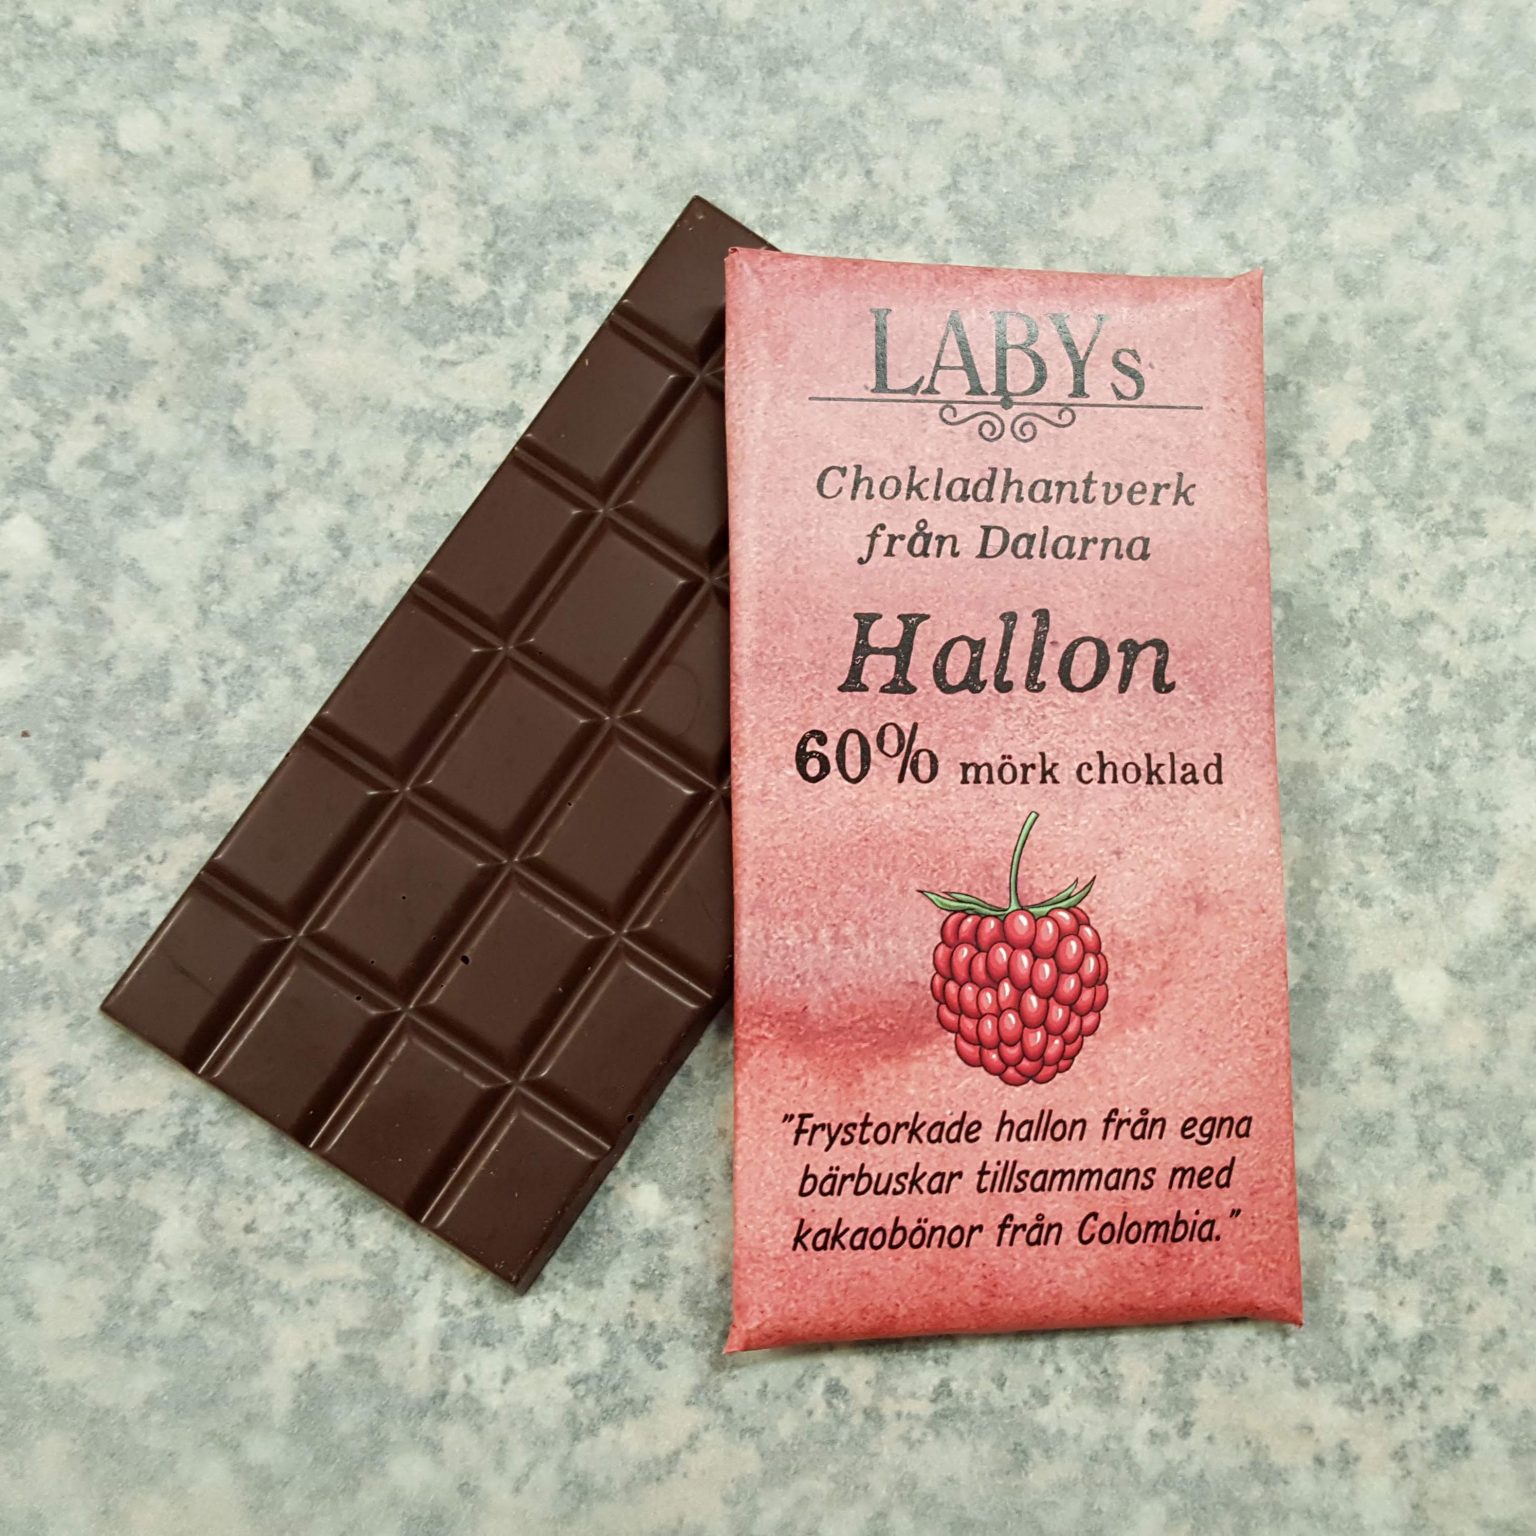 LABYs
Chokladhantverk
från Dalarna
Hallon
60% mörk choklad
"Frystorkade hallon från egna
bärbuskar tillsammans med
kakaobönor från Colombia."